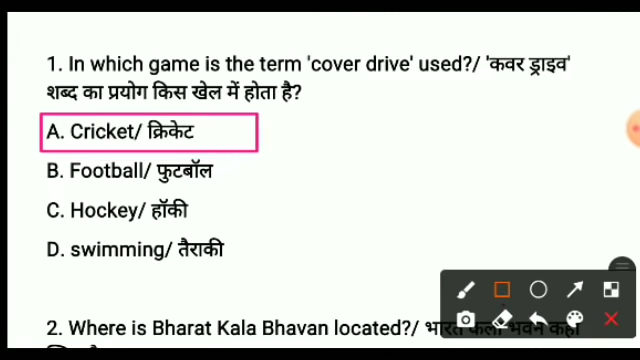 1. In which game is the term 'cover drive' used?/ 'कवर ड्राइव'
शब्द का प्रयोग किस खेल में होता है?
A. Cricket/ क्रिकेट
B. Football/ फुटबॉल
C. Hockey/ हॉकी
D. swimming/ तैराकी
2. Where is Bharat Kala Bhavan located?/ भारत कला भवन कहाँ